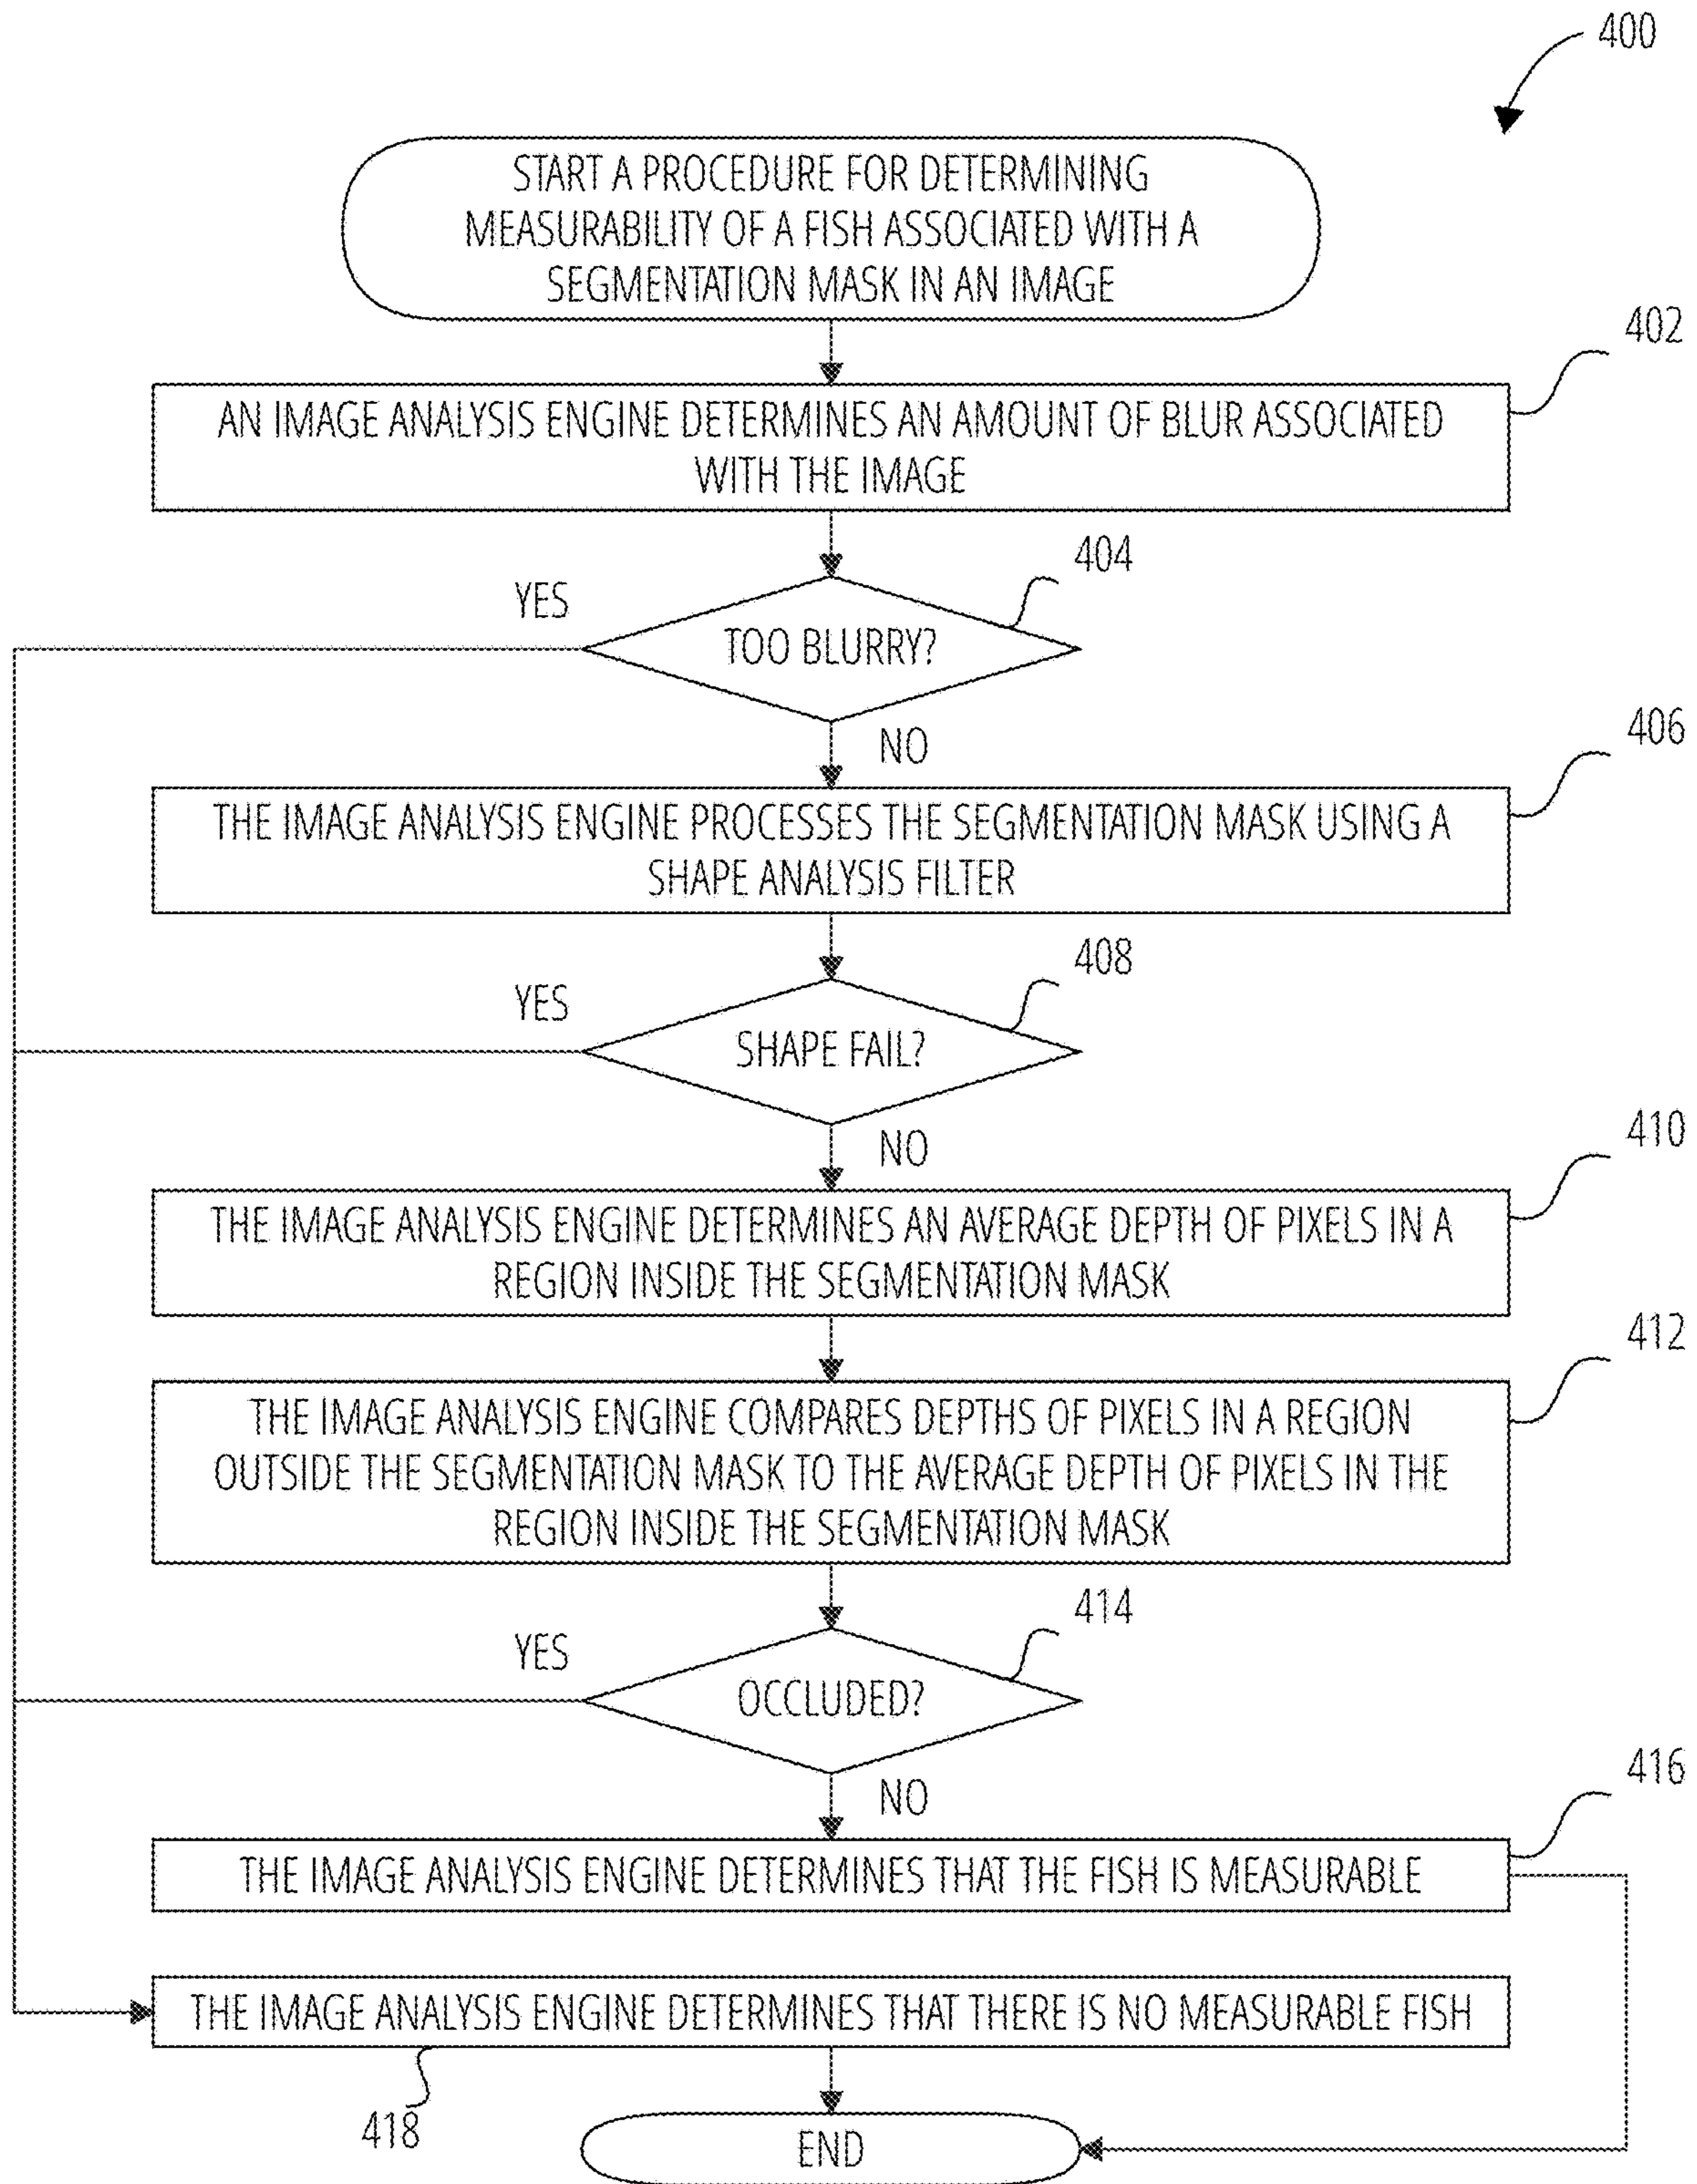 400
START A PROCEDURE FOR DETERMINING
MEASURABILITY OF A FISH ASSOCIATED WITH A
SEGMENTATION MASK IN AN IMAGE
402
AN IMAGE ANALYSIS ENGINE DETERMINES AN AMOUNT OF BLUR ASSOCIATED
WITH THE IMAGE
404
YES
TOO BLURRY?
NO
406
THE IMAGE ANALYSIS ENGINE PROCESSES THE SEGMENTATION MASK USING A
SHAPE ANALYSIS FILTER
408
YES
SHAPE FAIL?
NO
410
THE IMAGE ANALYSIS ENGINE DETERMINES AN AVERAGE DEPTH OF PIXELS IN A
REGION INSIDE THE SEGMENTATION MASK
412
THE IMAGE ANALYSIS ENGINE COMPARES DEPTHS OF PIXELS IN A REGION
OUTSIDE THE SEGMENTATION MASK TO THE AVERAGE DEPTH OF PIXELS IN THE
REGION INSIDE THE SEGMENTATION MASK
414
YES
OCCLUDED?
NO
416
THE IMAGE ANALYSIS ENGINE DETERMINES THAT THE FISH IS MEASURABLE
THE IMAGE ANALYSIS ENGINE DETERMINES THAT THERE IS NO MEASURABLE FISH
418
END